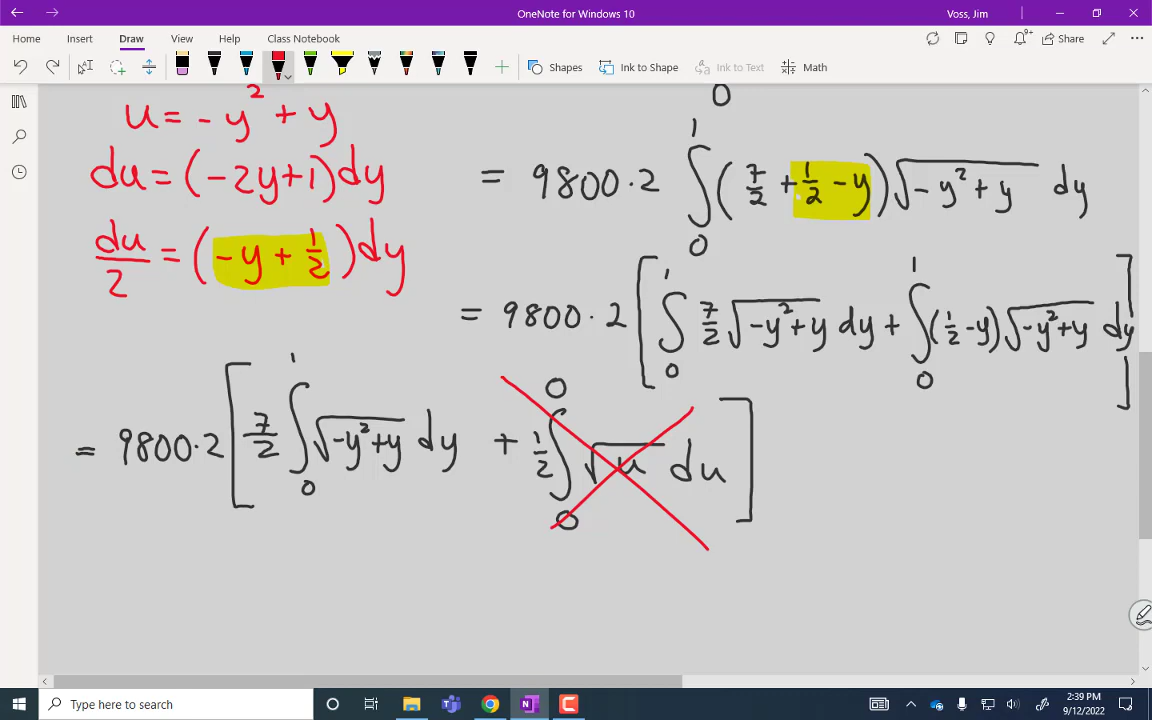 OneNote for Windows 10
Voss, Jim
Home Insert Draw View Help Class Notebook Share
Shapes Ink to Shape Ink to Text Math
0
u = -y² + y
du = (-2y+1)dy
du/2 = (-y + 1/2)dy
= 9800·2 ∫₀¹ (7/2 + 1/2 - y)√(-y² + y) dy
= 9800·2 [∫₀¹ 7/2 √(-y²+y) dy + ∫₀¹ (1/2 - y)√(-y²+y) dy]
= 9800·2 [7/2 ∫₀¹ √(-y²+y) dy + 1/2 ∫₀⁰ √u du]
Type here to search
2:39 PM
9/12/2022